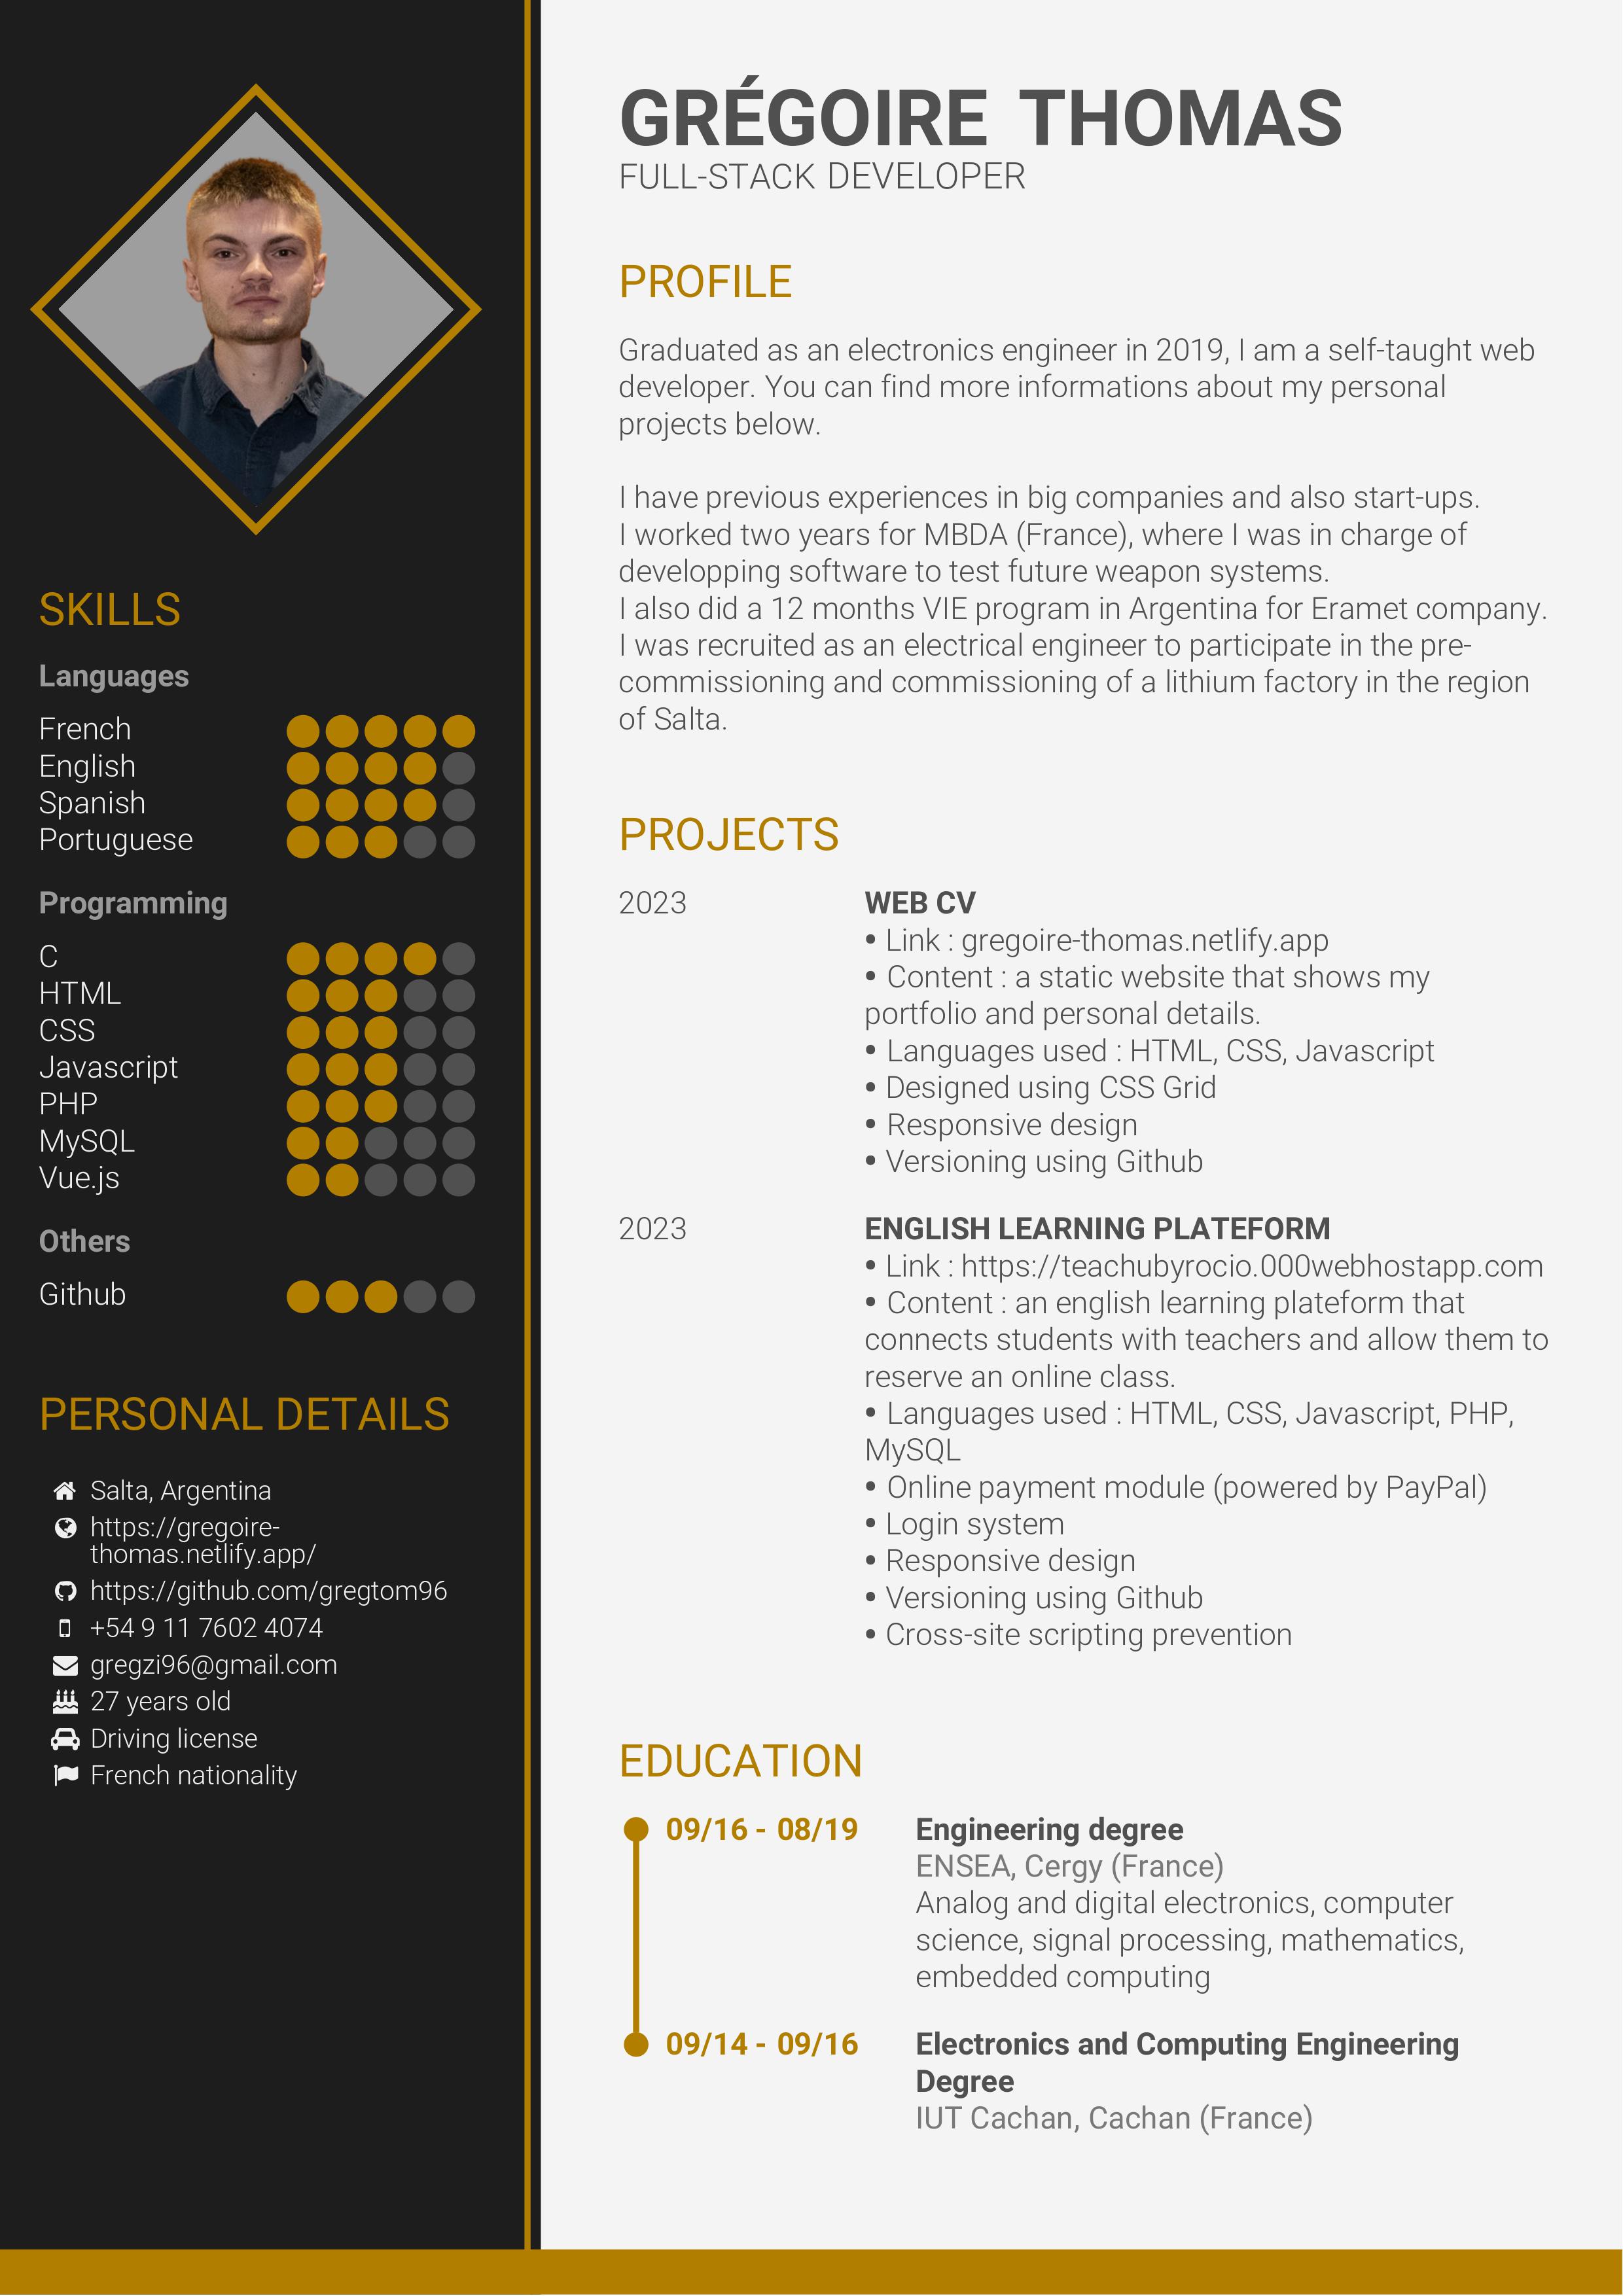 GRÉGOIRE THOMAS
FULL-STACK DEVELOPER
PROFILE
Graduated as an electronics engineer in 2019, I am a self-taught web
developer. You can find more informations about my personal
projects below.
I have previous experiences in big companies and also start-ups.
I worked two years for MBDA (France), where I was in charge of
developping software to test future weapon systems.
I also did a 12 months VIE program in Argentina for Eramet company.
I was recruited as an electrical engineer to participate in the pre-
commissioning and commissioning of a lithium factory in the region
of Salta.
PROJECTS
2023 WEB CV
• Link : gregoire-thomas.netlify.app
• Content : a static website that shows my
portfolio and personal details.
• Languages used : HTML, CSS, Javascript
• Designed using CSS Grid
• Responsive design
• Versioning using Github
2023 ENGLISH LEARNING PLATEFORM
• Link : https://teachubyrocio.000webhostapp.com
• Content : an english learning plateform that
connects students with teachers and allow them to
reserve an online class.
• Languages used : HTML, CSS, Javascript, PHP,
MySQL
• Online payment module (powered by PayPal)
• Login system
• Responsive design
• Versioning using Github
• Cross-site scripting prevention
EDUCATION
09/16 - 08/19 Engineering degree
ENSEA, Cergy (France)
Analog and digital electronics, computer
science, signal processing, mathematics,
embedded computing
09/14 - 09/16 Electronics and Computing Engineering
Degree
IUT Cachan, Cachan (France)
SKILLS
Languages
French
English
Spanish
Portuguese
Programming
C
HTML
CSS
Javascript
PHP
MySQL
Vue.js
Others
Github
PERSONAL DETAILS
Salta, Argentina
https://gregoire-
thomas.netlify.app/
https://github.com/gregtom96
+54 9 11 7602 4074
gregzi96@gmail.com
27 years old
Driving license
French nationality